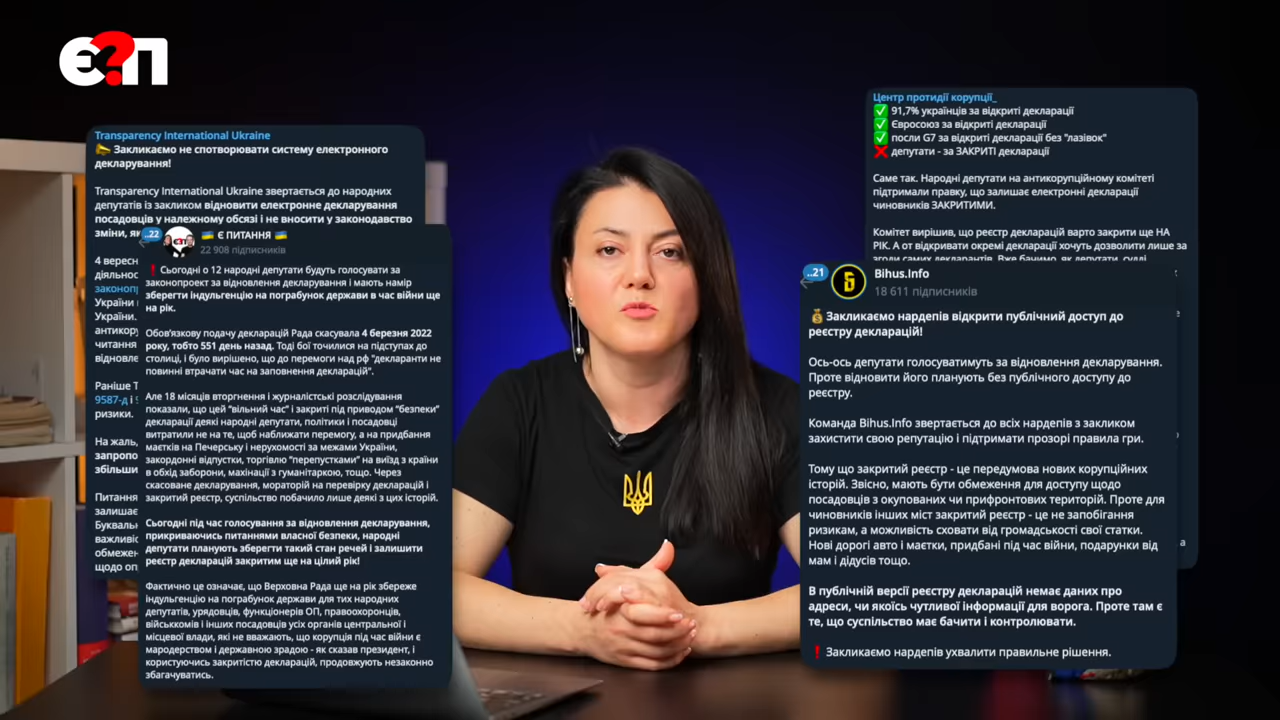 Є?П
Transparency International Ukraine
Закликаємо не спотворювати систему електронного
декларування!
Transparency International Ukraine звертається до народних
депутатів із закликом відновити електронне декларування
посадовців у належному обсязі і не вносити у законодавство
зміни,
4 верес
законоп
України
України.
антикор
читання
відновле
Раніше Т
9587-д і
ризики.
На жаль,
запропо
збільши
Питання
залишає
Буквал
важливіс
обмежен
щодо оп
..22
Є ПИТАННЯ
22 908 підписників
❗ Сьогодні о 12 народні депутати будуть голосувати за
законопроект за відновлення декларування і мають намір
зберегти індульгенцію на пограбунок держави в час війни ще
на рік.
Обов’язкову подачу декларацій Рада скасувала 4 березня 2022
року, тобто 551 день назад. Тоді бої точилися на підступах до
столиці, і було вирішено, що до перемоги над рф "декларанти не
повинні втрачати час на заповнення декларацій".
Але 18 місяців вторгнення і журналістські розслідування
показали, що цей “вільний час” і закриті під приводом “безпеки”
декларації деякі народні депутати, політики і посадовці
витратили не на те, щоб наближати перемогу, а на придбання
маєтків на Печерську і нерухомості за межами України,
закордонні відпустки, торгівлю “перепустками” на виїзд з країни
в обхід заборони, махінації з гуманітаркою, тощо. Через
скасоване декларування, мораторій на перевірку декларацій і
закритий реєстр, суспільство побачило лише деякі з цих історій.
Сьогодні під час голосування за відновлення декларування,
прикриваючись питаннями власної безпеки, народні
депутати планують зберегти такий стан речей і залишити
реєстр декларацій закритим ще на цілий рік!
Фактично це означає, що Верховна Рада ще на рік збереже
індульгенцію на пограбунок держави для тих народних
депутатів, урядовців, функціонерів ОП, правоохоронців,
військкомів і інших посадовців усіх органів центральної і
місцевої влади, які не вважають, що корупція під час війни є
мародерством і державною зрадою - як сказав президент, і
користуючись закритістю декларацій, продовжують незаконно
збагачуватись.
Центр протидії корупції_
✅ 91,7% українців за відкриті декларації
✅ Євросоюз за відкриті декларації
✅ посли G7 за відкриті декларації без "лазівок"
❌ депутати - за ЗАКРИТІ декларації
Саме так. Народні депутати на антикорупційному комітеті
підтримали правку, що залишає електронні декларації
чиновників ЗАКРИТИМИ.
Комітет вирішив, що реєстр декларацій варто закрити ще НА
РІК. А от відкривати окремі декларації хочуть дозволити лише за
згоди самих декларантів. Вже бачимо, як депутати, судді,
..21
Bihus.Info
18 611 підписників
💰Закликаємо нардепів відкрити публічний доступ до
реєстру декларацій!
Ось-ось депутати голосуватимуть за відновлення декларування.
Проте відновити його планують без публічного доступу до
реєстру.
Команда Bihus.Info звертається до всіх нардепів з закликом
захистити свою репутацію і підтримати прозорі правила гри.
Тому що закритий реєстр - це передумова нових корупційних
історій. Звісно, мають бути обмеження для доступу щодо
посадовців з окупованих чи прифронтових територій. Проте для
чиновників інших міст закритий реєстр - це не запобігання
ризикам, а можливість сховати від громадськості свої статки.
Нові дорогі авто і маєтки, придбані під час війни, подарунки від
мам і дідусів тощо.
В публічній версії реєстру декларацій немає даних про
адреси, чи якоїсь чутливої інформації для ворога. Проте там є
те, що суспільство має бачити і контролювати.
❗ Закликаємо нардепів ухвалити правильне рішення.